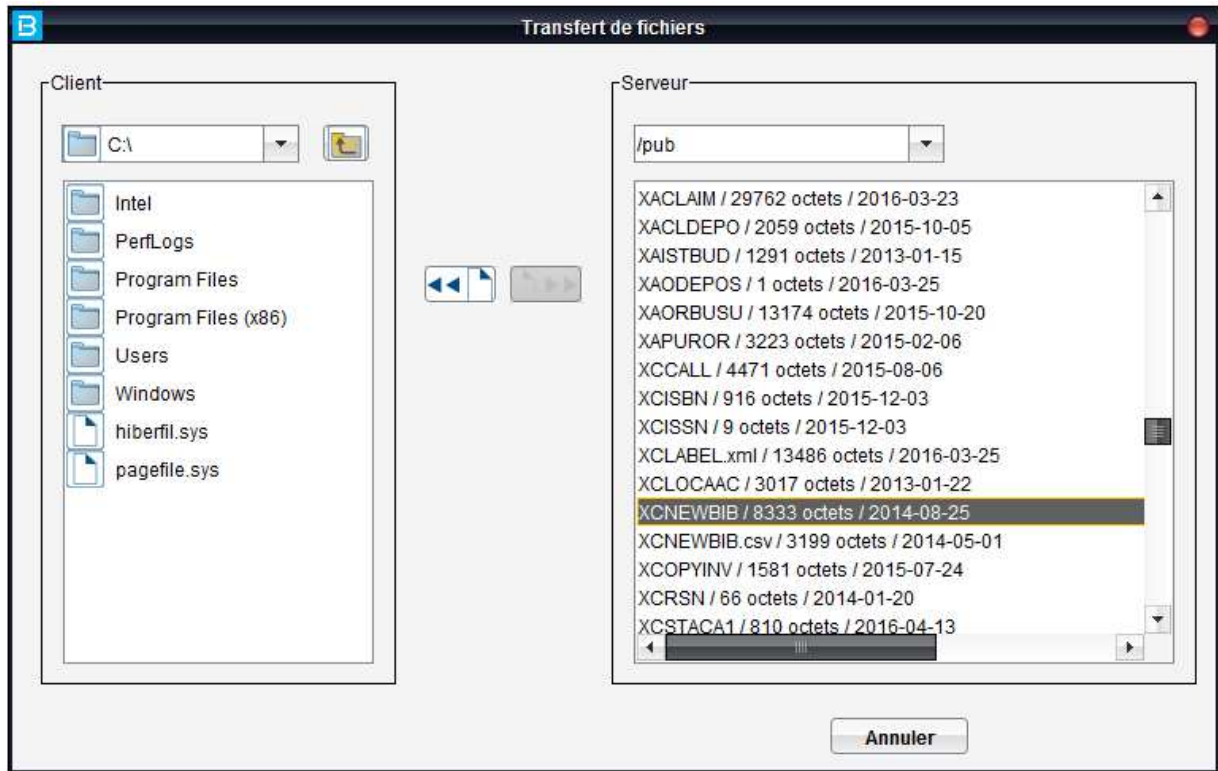 B
Transfert de fichiers
Client
C:\
Intel
PerfLogs
Program Files
Program Files (x86)
Users
Windows
hiberfil.sys
pagefile.sys
Serveur
/pub
XACLAIM / 29762 octets / 2016-03-23
XACLDEPO / 2059 octets / 2015-10-05
XAISTBUD / 1291 octets / 2013-01-15
XAODEPOS / 1 octets / 2016-03-25
XAORBUSU / 13174 octets / 2015-10-20
XAPUROR / 3223 octets / 2015-02-06
XCCALL / 4471 octets / 2015-08-06
XCISBN / 916 octets / 2015-12-03
XCISSN / 9 octets / 2015-12-03
XCLABEL.xml / 13486 octets / 2016-03-25
XCLOCAAC / 3017 octets / 2013-01-22
XCNEWBIB / 8333 octets / 2014-08-25
XCNEWBIB.csv / 3199 octets / 2014-05-01
XCOPYINV / 1581 octets / 2015-07-24
XCRSN / 66 octets / 2014-01-20
XCSTACA1 / 810 octets / 2016-04-13
Annuler